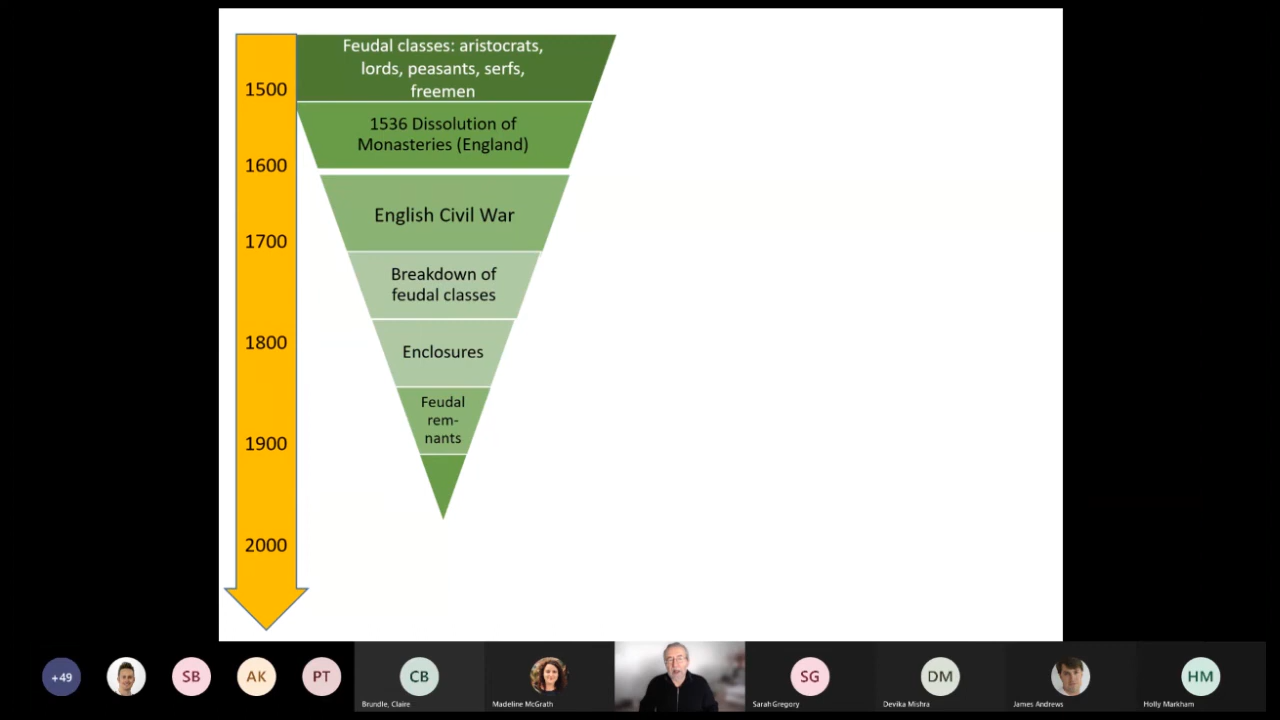 1500
1600
1700
1800
1900
2000
Feudal classes: aristocrats,
lords, peasants, serfs,
freemen
1536 Dissolution of
Monasteries (England)
English Civil War
Breakdown of
feudal classes
Enclosures
Feudal
rem-
nants
+49
SB
AK
PT
CB
Brundle, Claire
Madeline McGrath
SG
Sarah Gregory
DM
Devika Mishra
James Andrews
HM
Holly Markham